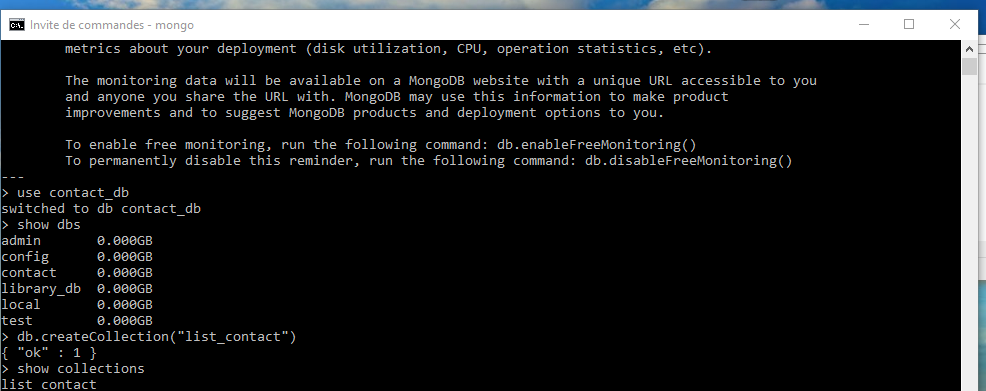 Invite de commandes - mongo
metrics about your deployment (disk utilization, CPU, operation statistics, etc).
The monitoring data will be available on a MongoDB website with a unique URL accessible to you
and anyone you share the URL with. MongoDB may use this information to make product
improvements and to suggest MongoDB products and deployment options to you.
To enable free monitoring, run the following command: db.enableFreeMonitoring()
To permanently disable this reminder, run the following command: db.disableFreeMonitoring()
---
> use contact_db
switched to db contact_db
> show dbs
admin       0.000GB
config      0.000GB
contact     0.000GB
library_db  0.000GB
local       0.000GB
test        0.000GB
> db.createCollection("list_contact")
{ "ok" : 1 }
> show collections
list_contact